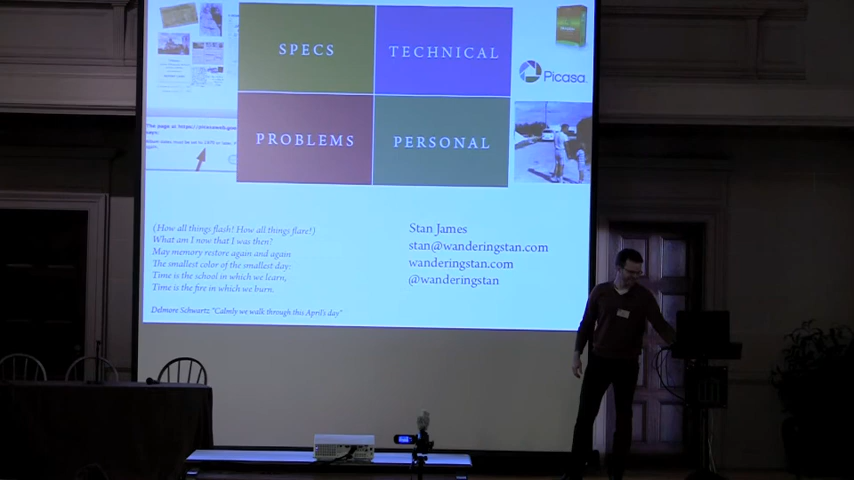 SPECS
TECHNICAL
Picasa
PROBLEMS
PERSONAL
(How all things flash! How all things flare!)
What am I now that I was then?
May memory restore again and again
The smallest color of the smallest day:
Time is the school in which we learn,
Time is the fire in which we burn.
Delmore Schwartz "Calmly we walk through this April's day"
Stan James
stan@wanderingstan.com
wanderingstan.com
@wanderingstan